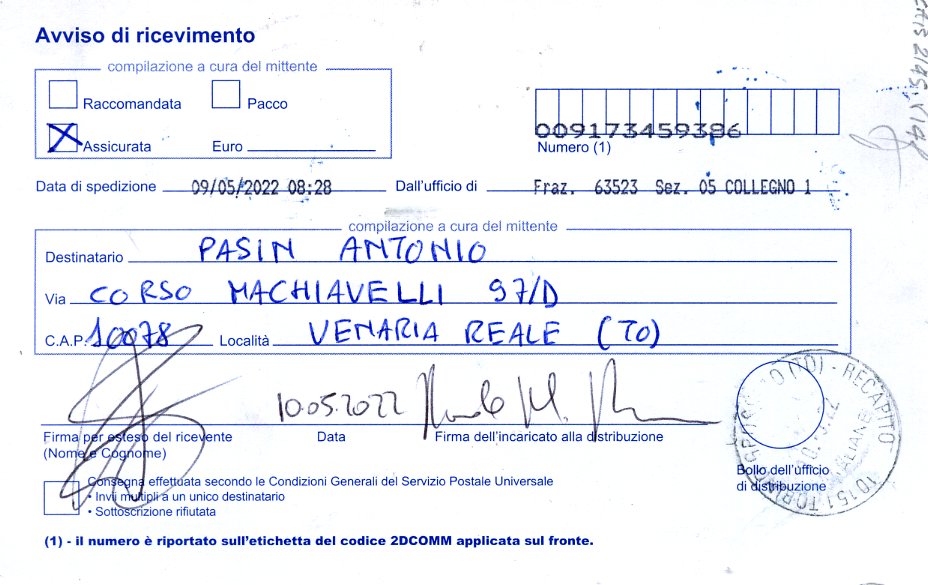 Avviso di ricevimento
compilazione a cura del mittente
Raccomandata Pacco
Assicurata Euro
009173459386
Numero (1)
Data di spedizione 09/05/2022 08:28 Dall'ufficio di Fraz. 63523 Sez. 05 COLLEGNO 1
compilazione a cura del mittente
Destinatario PASIN ANTONIO
Via CORSO MACHIAVELLI 97/D
C.A.P. 10078 Località VENARIA REALE (TO)
10.05.2022
Firma per esteso del ricevente Data Firma dell'incaricato alla distribuzione
(Nome e Cognome)
(TO) - RECAPITO
10151 TORINO
Bollo dell'ufficio
di distribuzione
Consegna effettuata secondo le Condizioni Generali del Servizio Postale Universale
• Invii multipli a un unico destinatario
• Sottoscrizione rifiutata
(1) - il numero è riportato sull'etichetta del codice 2DCOMM applicata sul fronte.